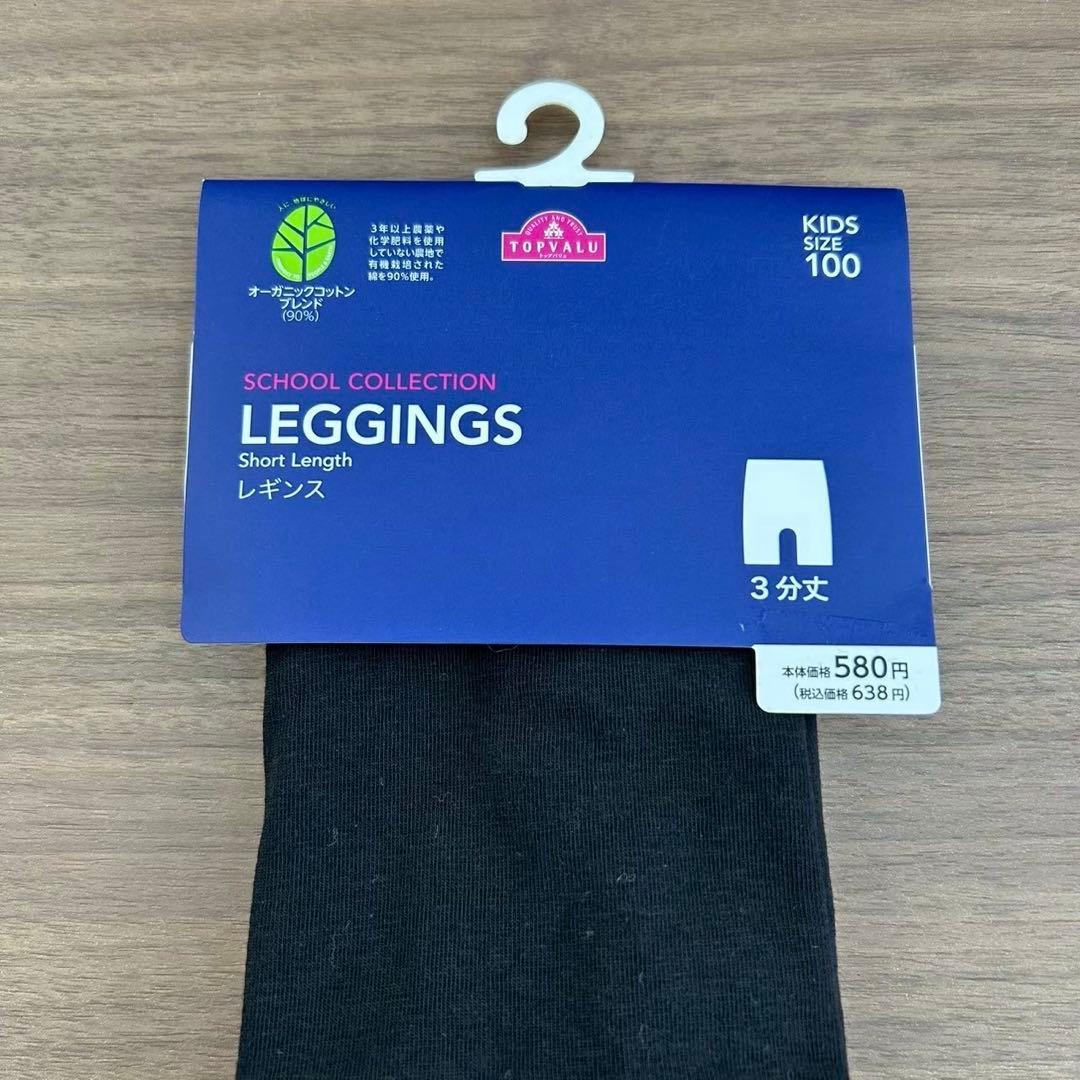 人に 地球にやさしい
オーガニックコットン
ブレンド
(90%)
3年以上農薬や
化学肥料を使用
していない農地で
有機栽培された
綿を90%使用。
QUALITY AND TRUST
TOPVALU
トップバリュ
KIDS
SIZE
100
SCHOOL COLLECTION
LEGGINGS
Short Length
レギンス
3分丈
本体価格580円
(税込価格638円)